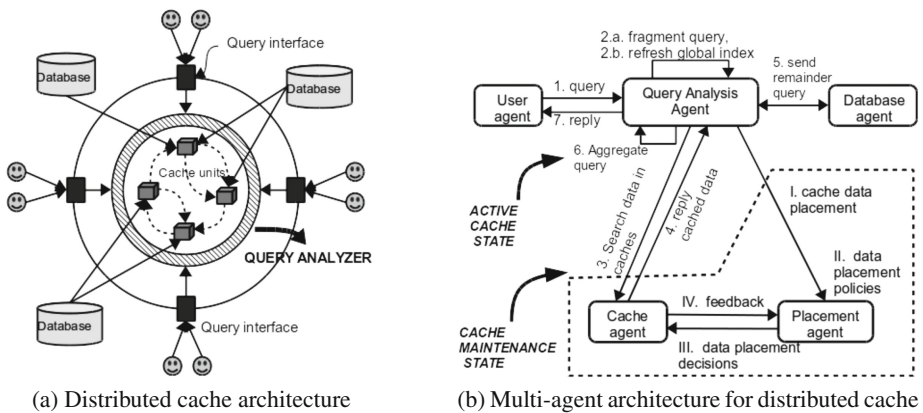 Query interface
Database
Database
Cache units
QUERY ANALYZER
Database
Query interface
(a) Distributed cache architecture
2.a. fragment query,
2.b. refresh global index
1. query
5. send
remainder
query
User
agent
Query Analysis
Agent
Database
agent
7. reply
6. Aggregate
query
ACTIVE
CACHE
STATE
3. Search data in
caches
4. reply
cached data
I. cache data
placement
II. data
placement
policies
Cache
agent
IV. feedback
Placement
agent
III. data placement
decisions
CACHE
MAINTENANCE
STATE
(b) Multi-agent architecture for distributed cache